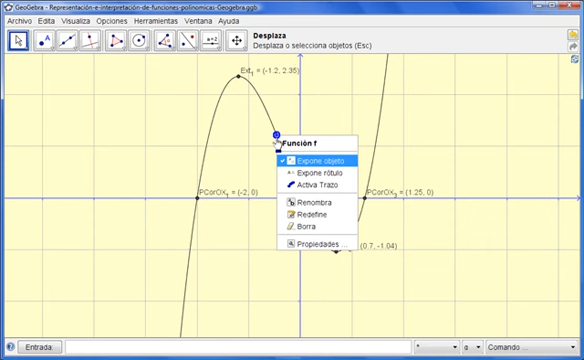 GeoGebra - Representación-e-interpretación-de-funciones-polinomicas-Geogebra.ggb
Archivo Edita Visualiza Opciones Herramientas Ventana Ayuda
Desplaza
Desplaza o selecciona objetos (Esc)
Ext1 = (-1.2, 2.35)
Función f
Expone objeto
Expone rótulo
Activa Trazo
PCorOX1 = (-2, 0)
PCorOX3 = (1.25, 0)
Renombra
Redefine
Borra
Propiedades ...
(0.7, -1.04)
Entrada:
α
Comando ...